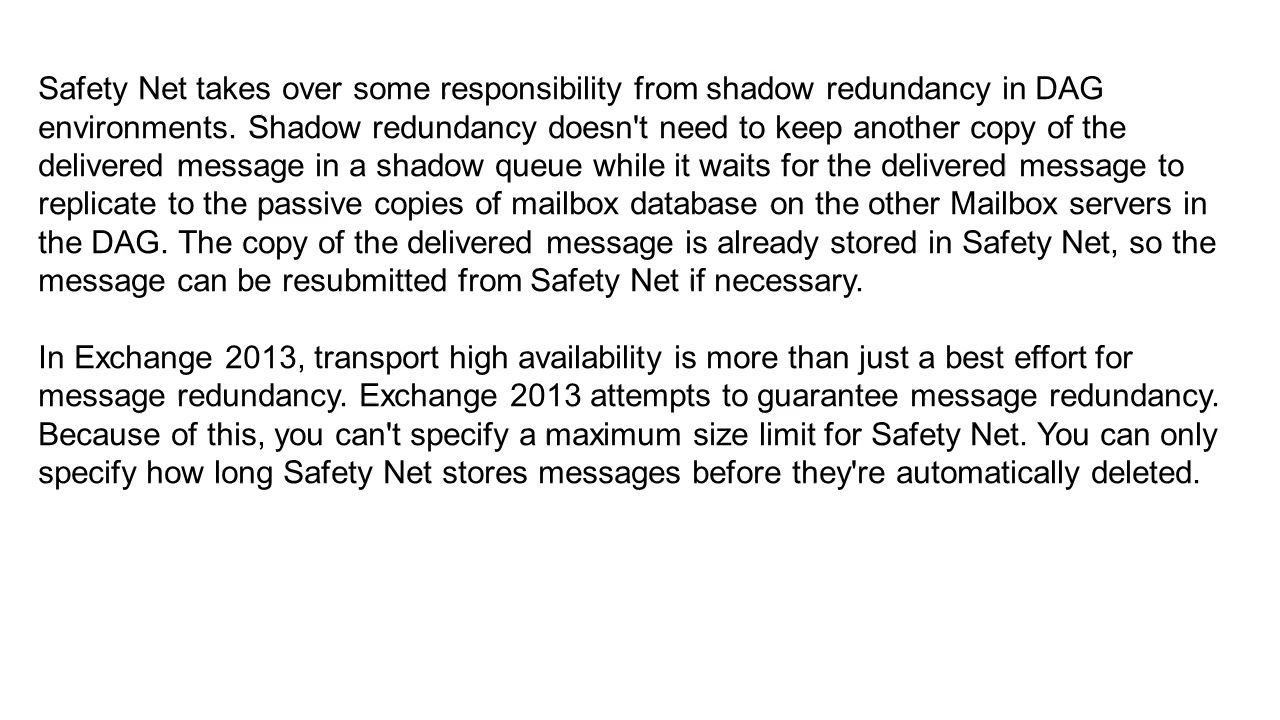 Safety Net takes over some responsibility from shadow redundancy in DAG
environments. Shadow redundancy doesn't need to keep another copy of the
delivered message in a shadow queue while it waits for the delivered message to
replicate to the passive copies of mailbox database on the other Mailbox servers in
the DAG. The copy of the delivered message is already stored in Safety Net, so the
message can be resubmitted from Safety Net if necessary.
In Exchange 2013, transport high availability is more than just a best effort for
message redundancy. Exchange 2013 attempts to guarantee message redundancy.
Because of this, you can't specify a maximum size limit for Safety Net. You can only
specify how long Safety Net stores messages before they're automatically deleted.